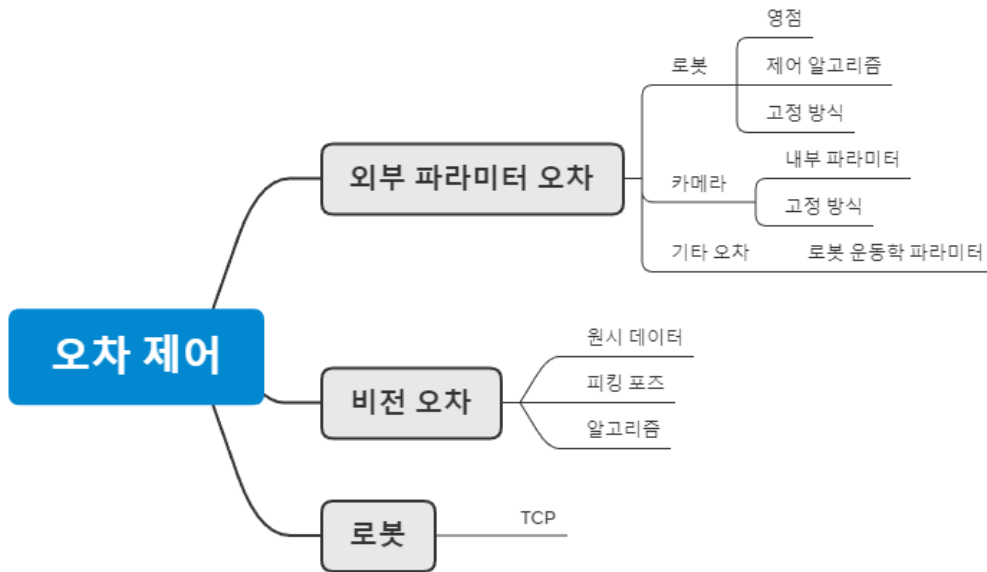 영점
로봇
제어 알고리즘
고정 방식
외부 파라미터 오차
내부 파라미터
카메라
고정 방식
기타 오차
로봇 운동학 파라미터
오차 제어
원시 데이터
비전 오차
피킹 포즈
알고리즘
로봇
TCP